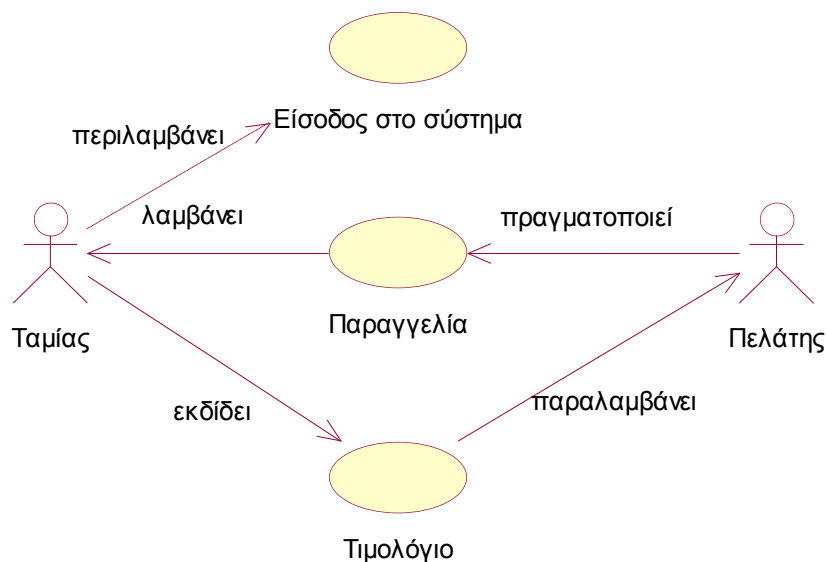 Είσοδος στο σύστημα
περιλαμβάνει
λαμβάνει
πραγματοποιεί
Ταμίας
Παραγγελία
Πελάτης
εκδίδει
παραλαμβάνει
Τιμολόγιο